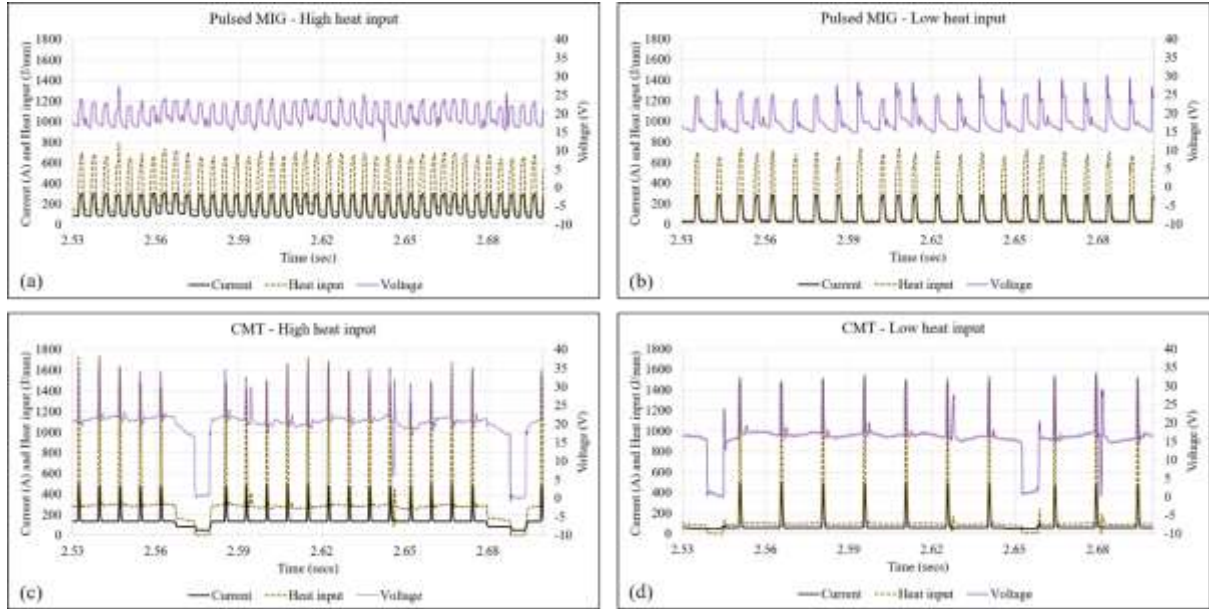 Pulsed MIG - High heat input
Current (A) and Heat input (J/mm)
1800 1600 1400 1200 1000 800 600 400 200 0
40 35 30 25 20 15 10 5 0 -5 -10
Voltage (V)
2.53 2.56 2.59 2.62 2.65 2.68
Time (sec)
(a) Current Heat input Voltage
Pulsed MIG - Low heat input
Current (A) and Heat input (J/mm)
1800 1600 1400 1200 1000 800 600 400 200 0
40 35 30 25 20 15 10 5 0 -5 -10
Voltage (V)
2.53 2.56 2.59 2.62 2.65 2.68
Time (sec)
(b) Current Heat input Voltage
CMT - High heat input
Current (A) and Heat input (J/mm)
1800 1600 1400 1200 1000 800 600 400 200 0
40 35 30 25 20 15 10 5 0 -5 -10
Voltage (V)
2.53 2.56 2.59 2.62 2.65 2.68
Time (secs)
(c) Current Heat input Voltage
CMT - Low heat input
Current (A) and Heat input (J/mm)
1800 1600 1400 1200 1000 800 600 400 200 0
40 35 30 25 20 15 10 5 0 -5 -10
Voltage (V)
2.53 2.56 2.59 2.62 2.65 2.68
Time (secs)
(d) Current Heat input Voltage